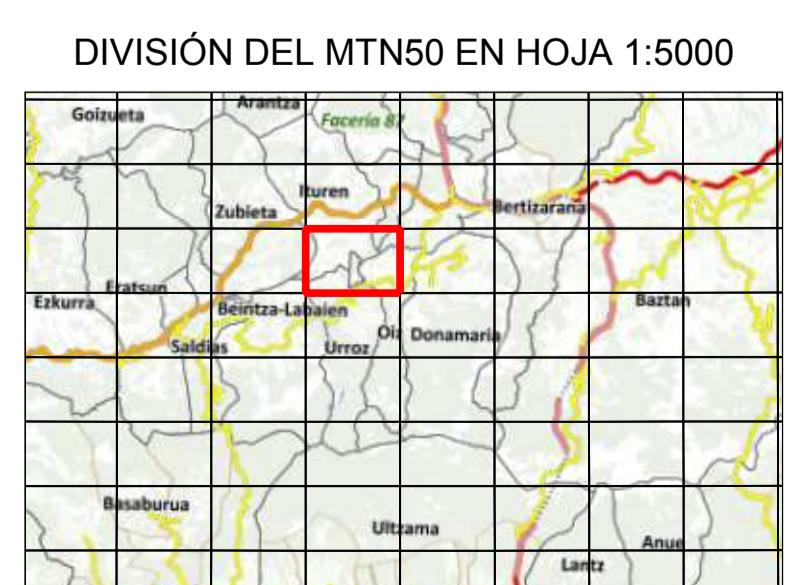 DIVISIÓN DEL MTN50 EN HOJA 1:5000
Arantza
Goizueta
Facería 87
Ituren
Zubieta
Bertizarana
Eratsun
Ezkurra
Baztan
Beintza-Labaien
Oiz
Donamaria
Saldias
Urroz
Basaburua
Ultzama
Anue
Lantz